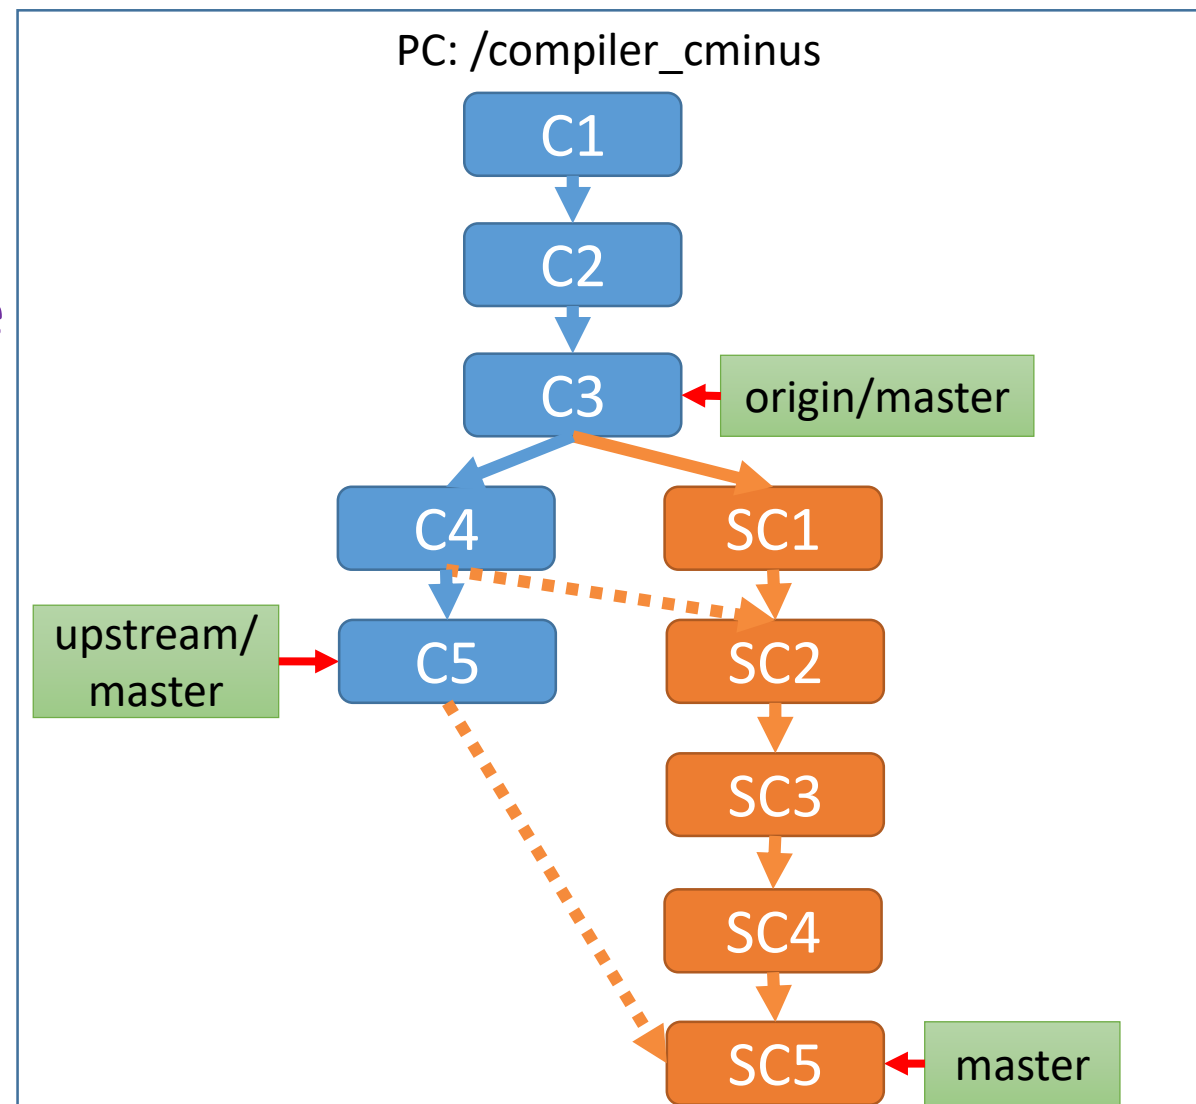 PC: /compiler_cminus
C1
C2
C3
origin/master
C4
SC1
upstream/
master
C5
SC2
SC3
SC4
SC5
master